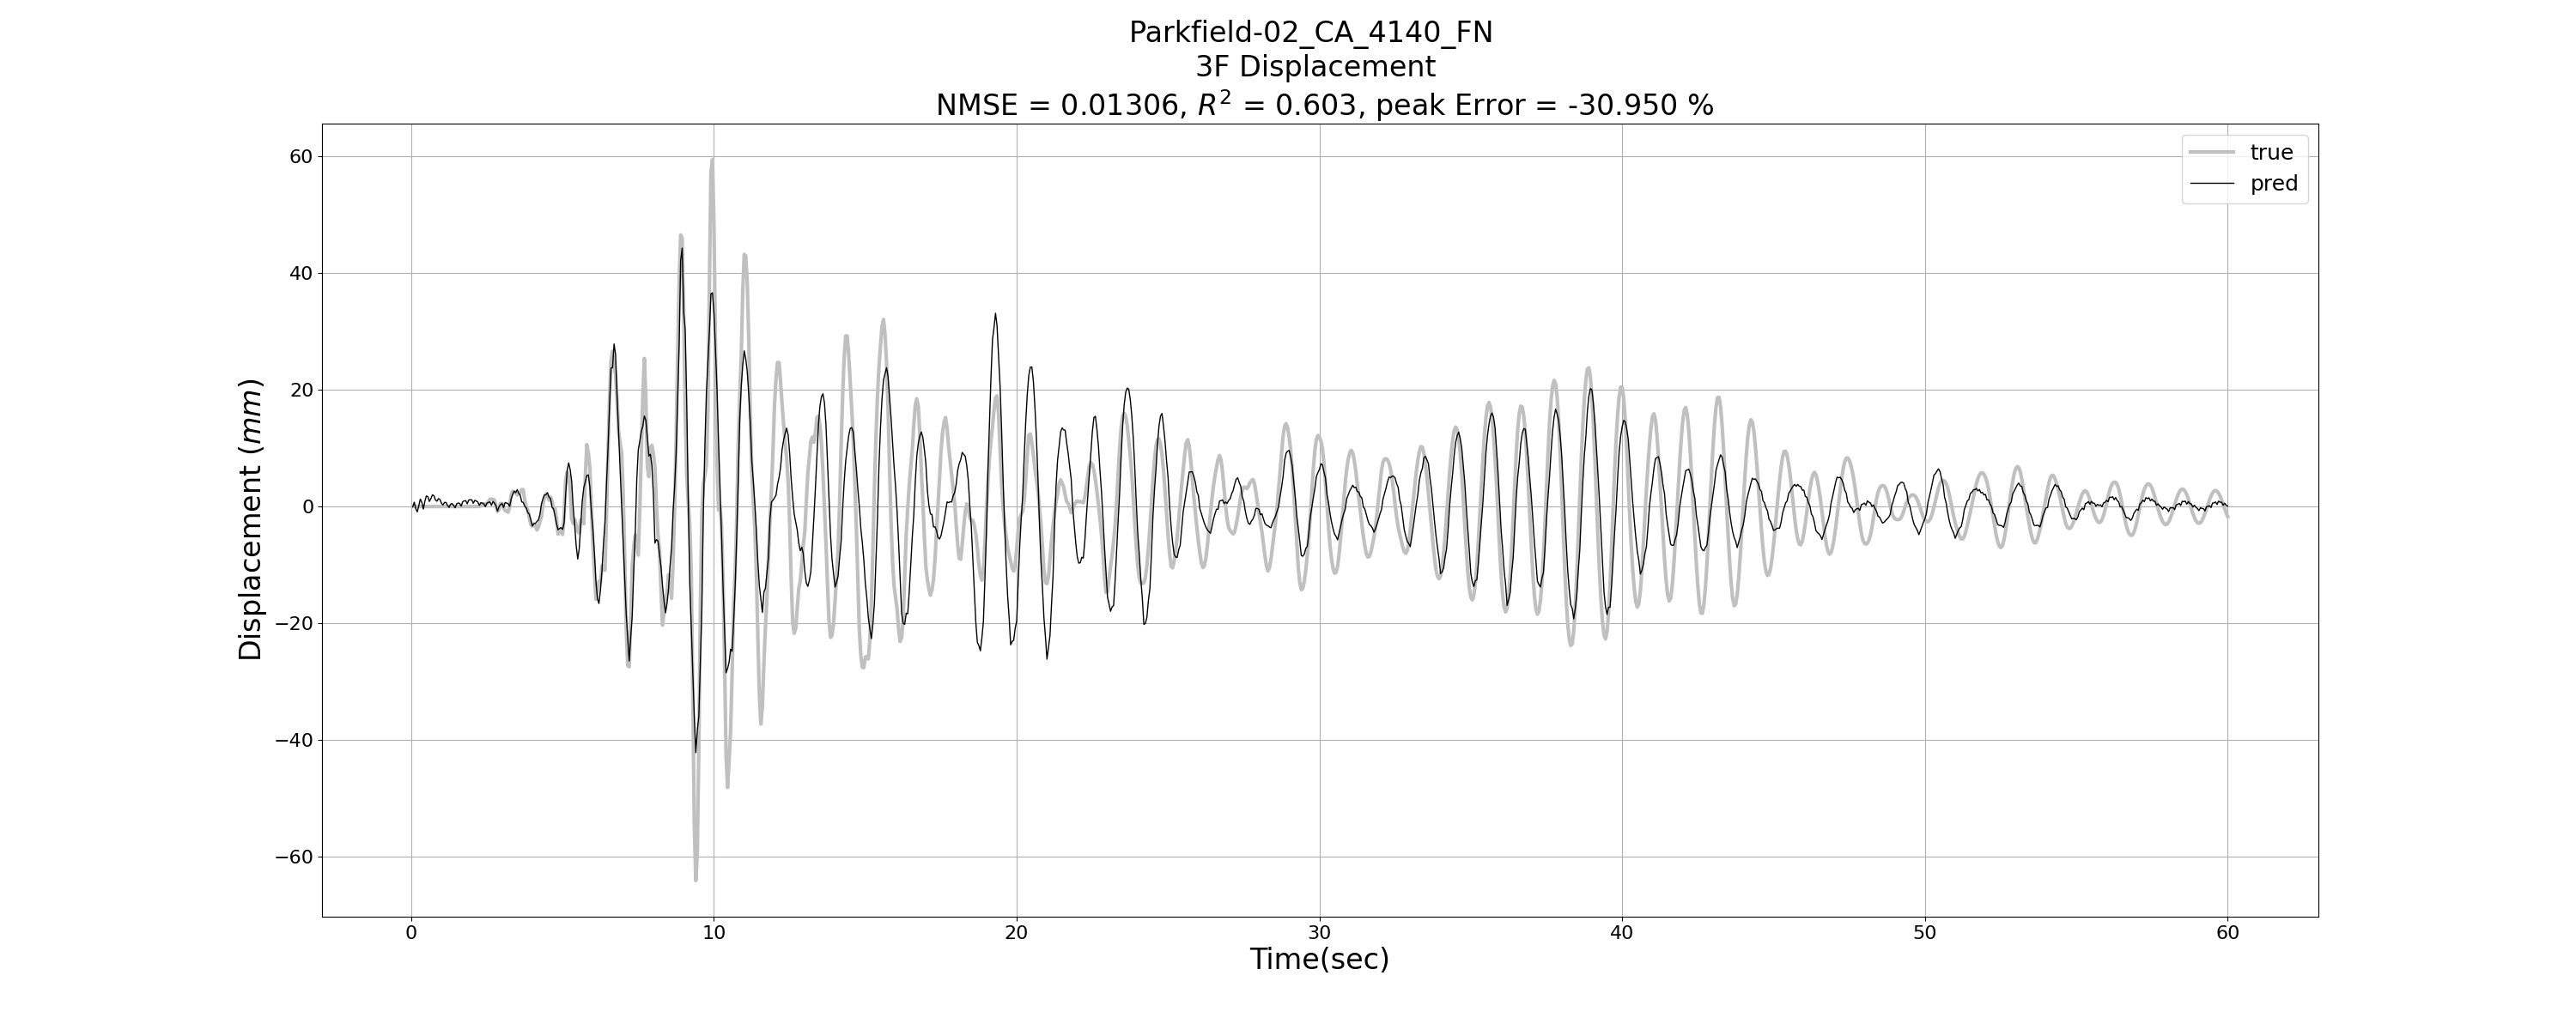 Parkfield-02_CA_4140_FN
3F Displacement
NMSE = 0.01306, R² = 0.603, peak Error = -30.950 %
true
pred
60
40
20
0
−20
−40
−60
Displacement (mm)
0 10 20 30 40 50 60
Time(sec)